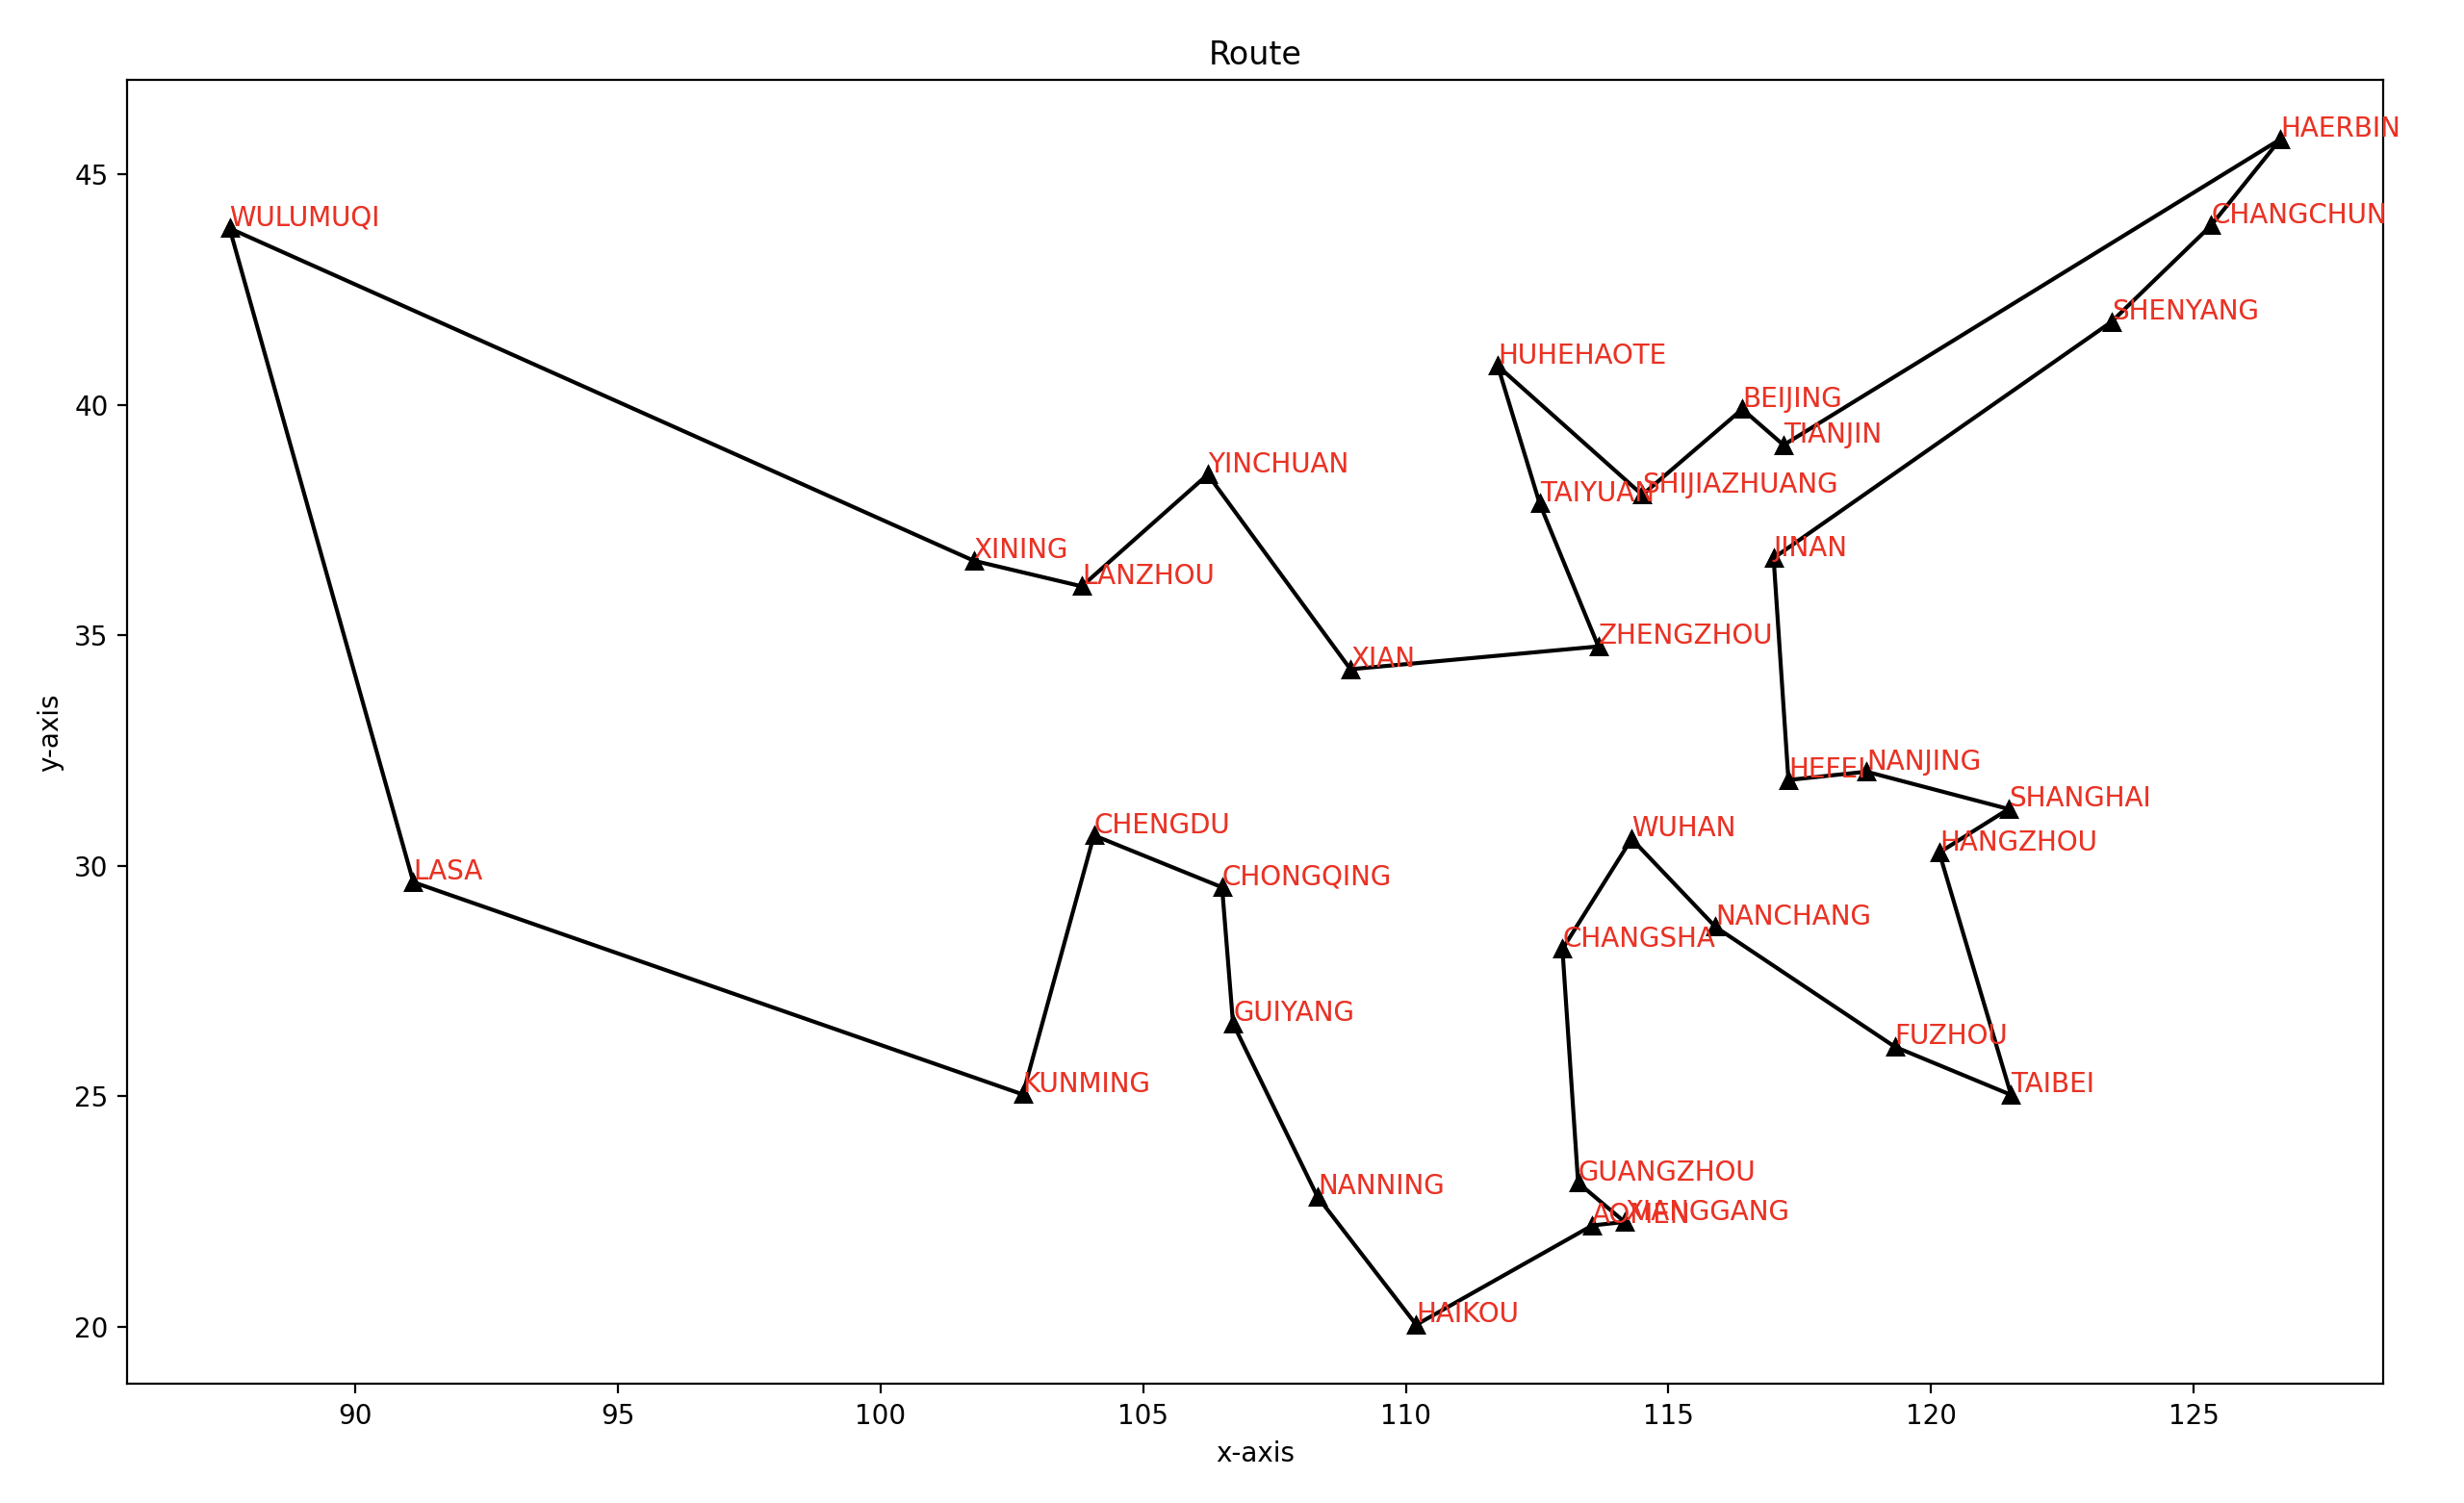 Route
HAERBIN
45
WULUMUQI
CHANGCHUN
SHENYANG
HUHEHAOTE
BEIJING
40
TIANJIN
YINCHUAN
SHIJIAZHUANG
TAIYUAN
XINING
JINAN
LANZHOU
35
ZHENGZHOU
XIAN
y-axis
NANJING
HEFEI
SHANGHAI
CHENGDU
WUHAN
HANGZHOU
30
LASA
CHONGQING
NANCHANG
CHANGSHA
GUIYANG
FUZHOU
25
KUNMING
TAIBEI
GUANGZHOU
NANNING
XIANGGANG
AOMEN
20
HAIKOU
90 95 100 105 110 115 120 125
x-axis